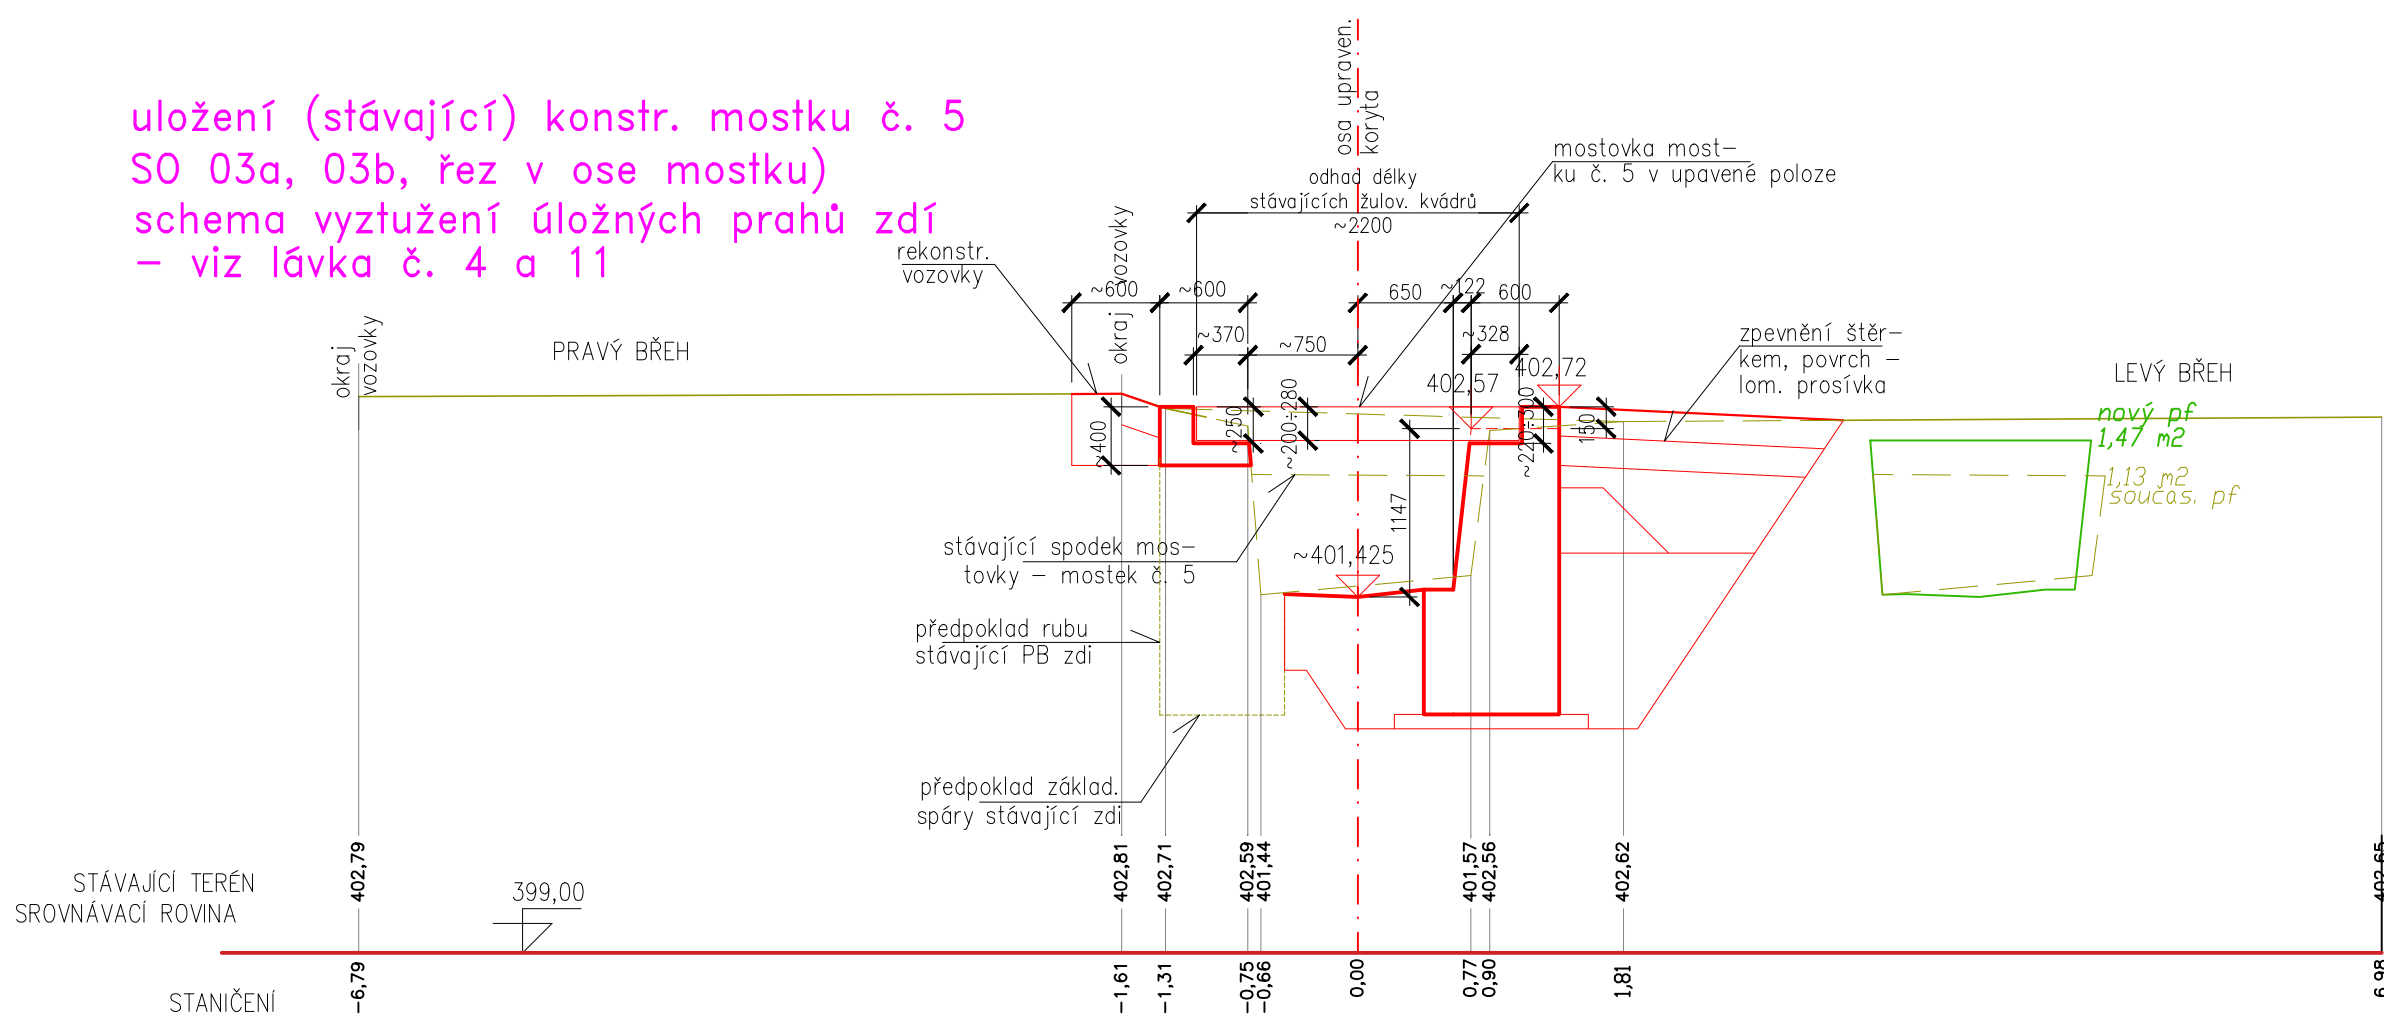 uložení (stávající) konstr. mostku č. 5
SO 03a, 03b, řez v ose mostku)
schema vyztužení úložných prahů zdí
– viz lávka č. 4 a 11
osa upraven.
koryta
mostovka most–
ku č. 5 v upavené poloze
odhad délky
stávajících žulov. kvádrů
~2200
rekonstr.
vozovky
okraj vozovky
~600
~600
650
~122
600
~370
~750
~328
okraj
vozovky
PRAVÝ BŘEH
zpevnění štěr–
kem, povrch –
lom. prosívka
LEVÝ BŘEH
402,57
402,72
~400
~250
~200÷280
~220÷300
150
1147
nový pf
1,47 m2
1,13 m2
součas. pf
stávající spodek mos–
tovky – mostek č. 5
~401,425
předpoklad rubu
stávající PB zdi
předpoklad základ.
spáry stávající zdi
STÁVAJÍCÍ TERÉN
402,79
402,81
402,71
402,59
401,44
401,57
402,56
402,62
402,65
SROVNÁVACÍ ROVINA
399,00
STANIČENÍ
–6,79
–1,61
–1,31
–0,75
–0,66
0,00
0,77
0,90
1,81
6,98